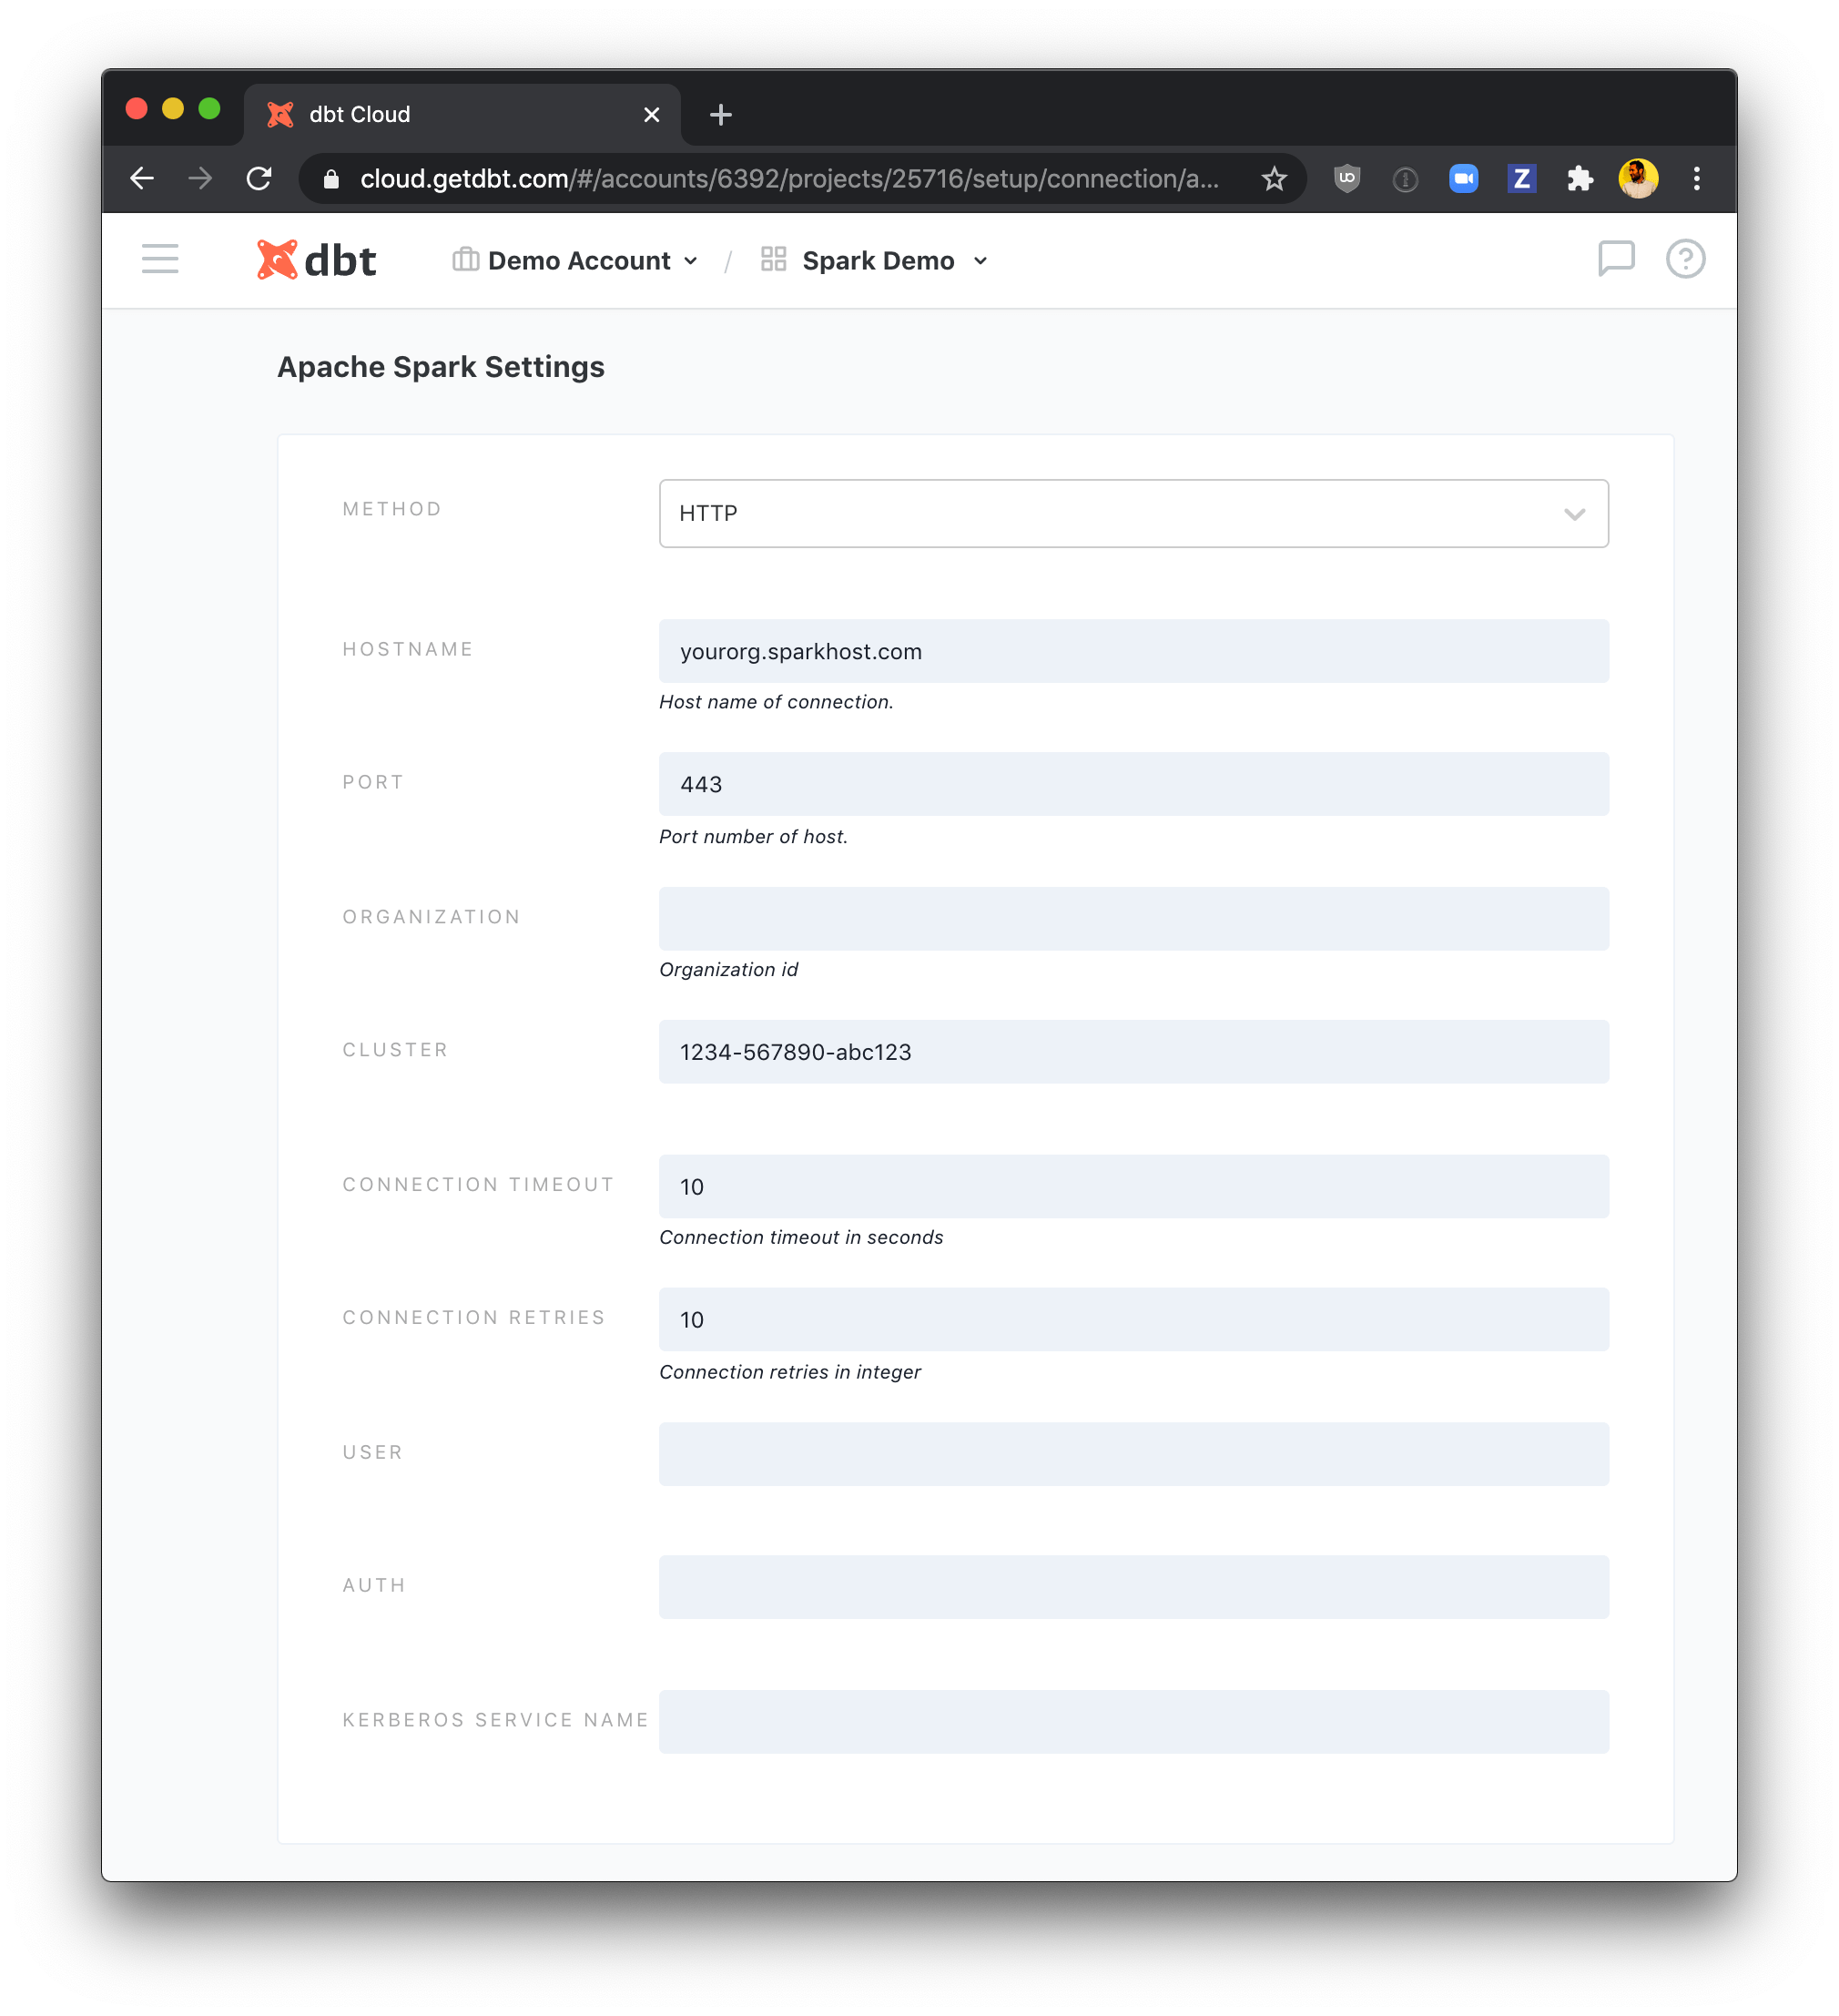 dbt Cloud
cloud.getdbt.com/#/accounts/6392/projects/25716/setup/connection/a...
dbt Demo Account / Spark Demo
Apache Spark Settings
METHOD HTTP
HOSTNAME yourorg.sparkhost.com
Host name of connection.
PORT 443
Port number of host.
ORGANIZATION
Organization id
CLUSTER 1234-567890-abc123
CONNECTION TIMEOUT 10
Connection timeout in seconds
CONNECTION RETRIES 10
Connection retries in integer
USER
AUTH
KERBEROS SERVICE NAME